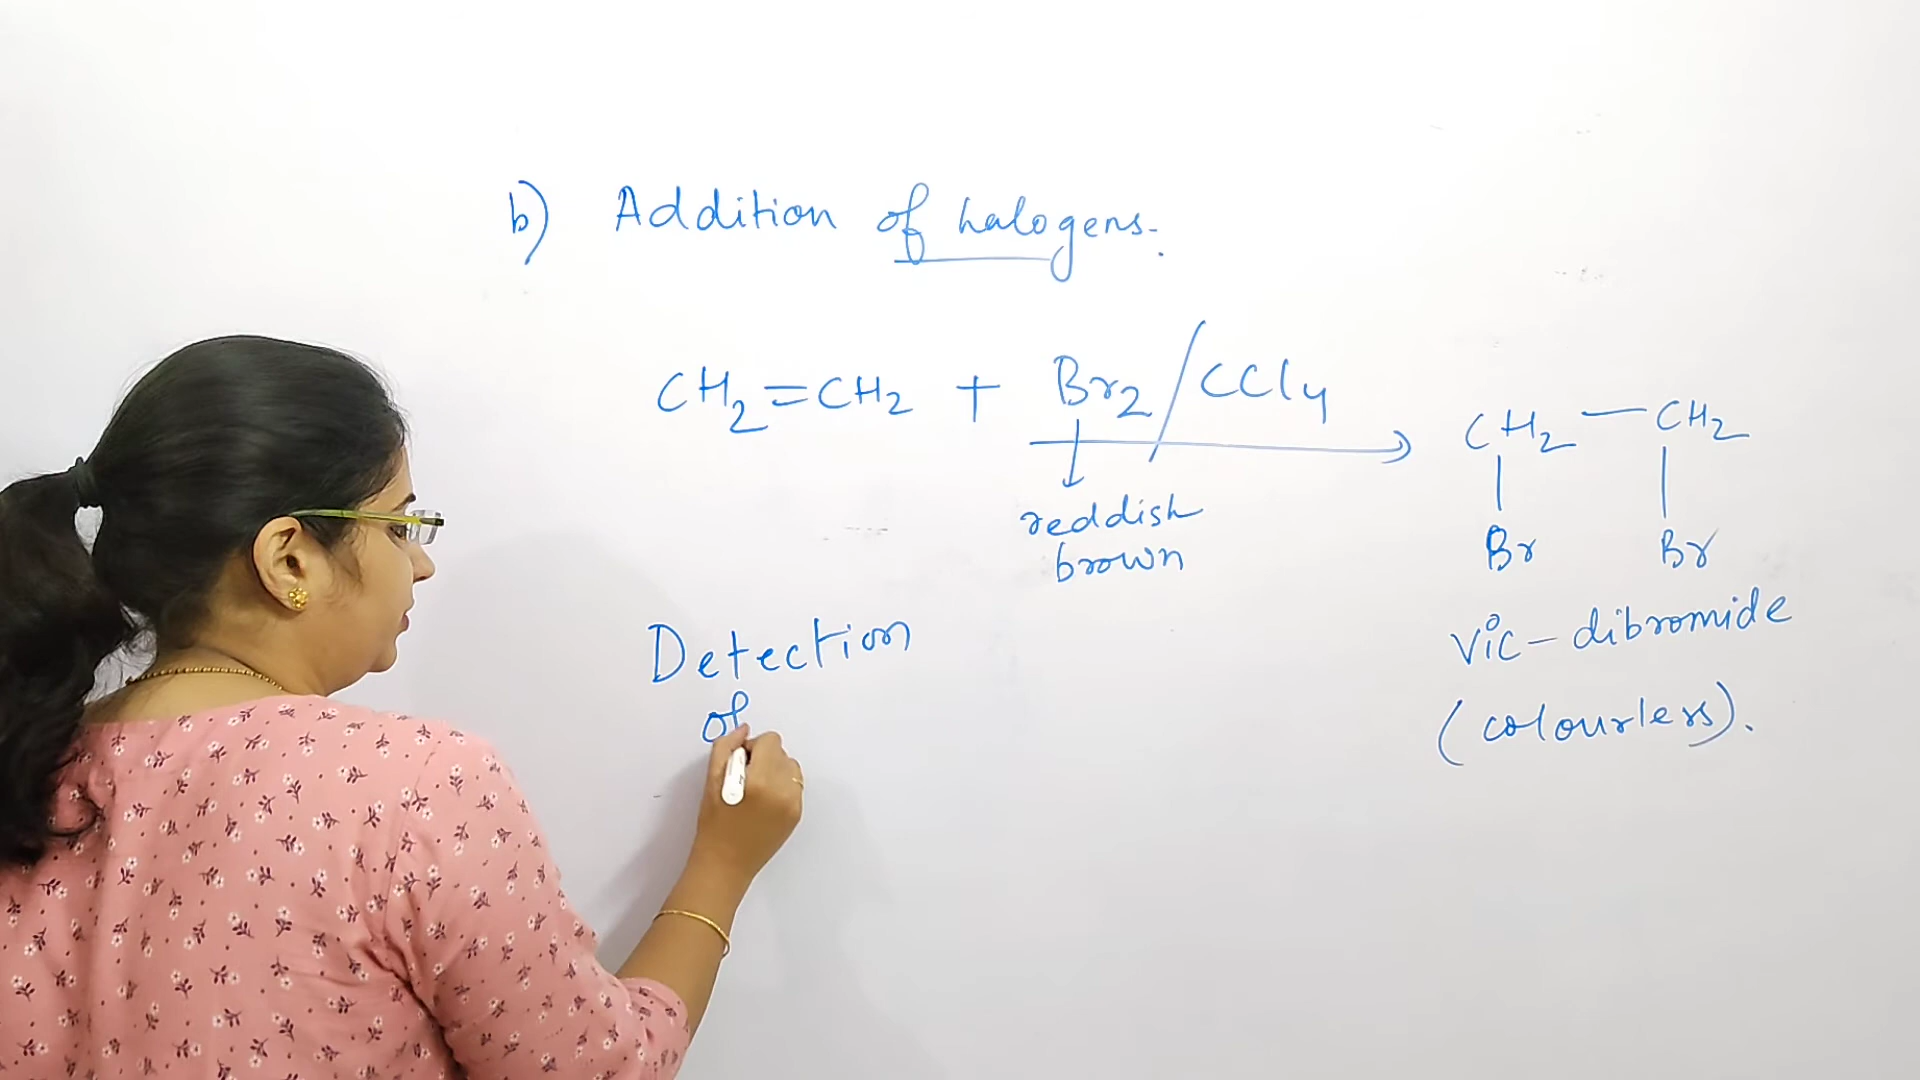 b) Addition of halogens.
CH2=CH2 + Br2/CCl4
CH2—CH2
reddish
brown
Br Br
vic-dibromide
(colourless).
Detection
of